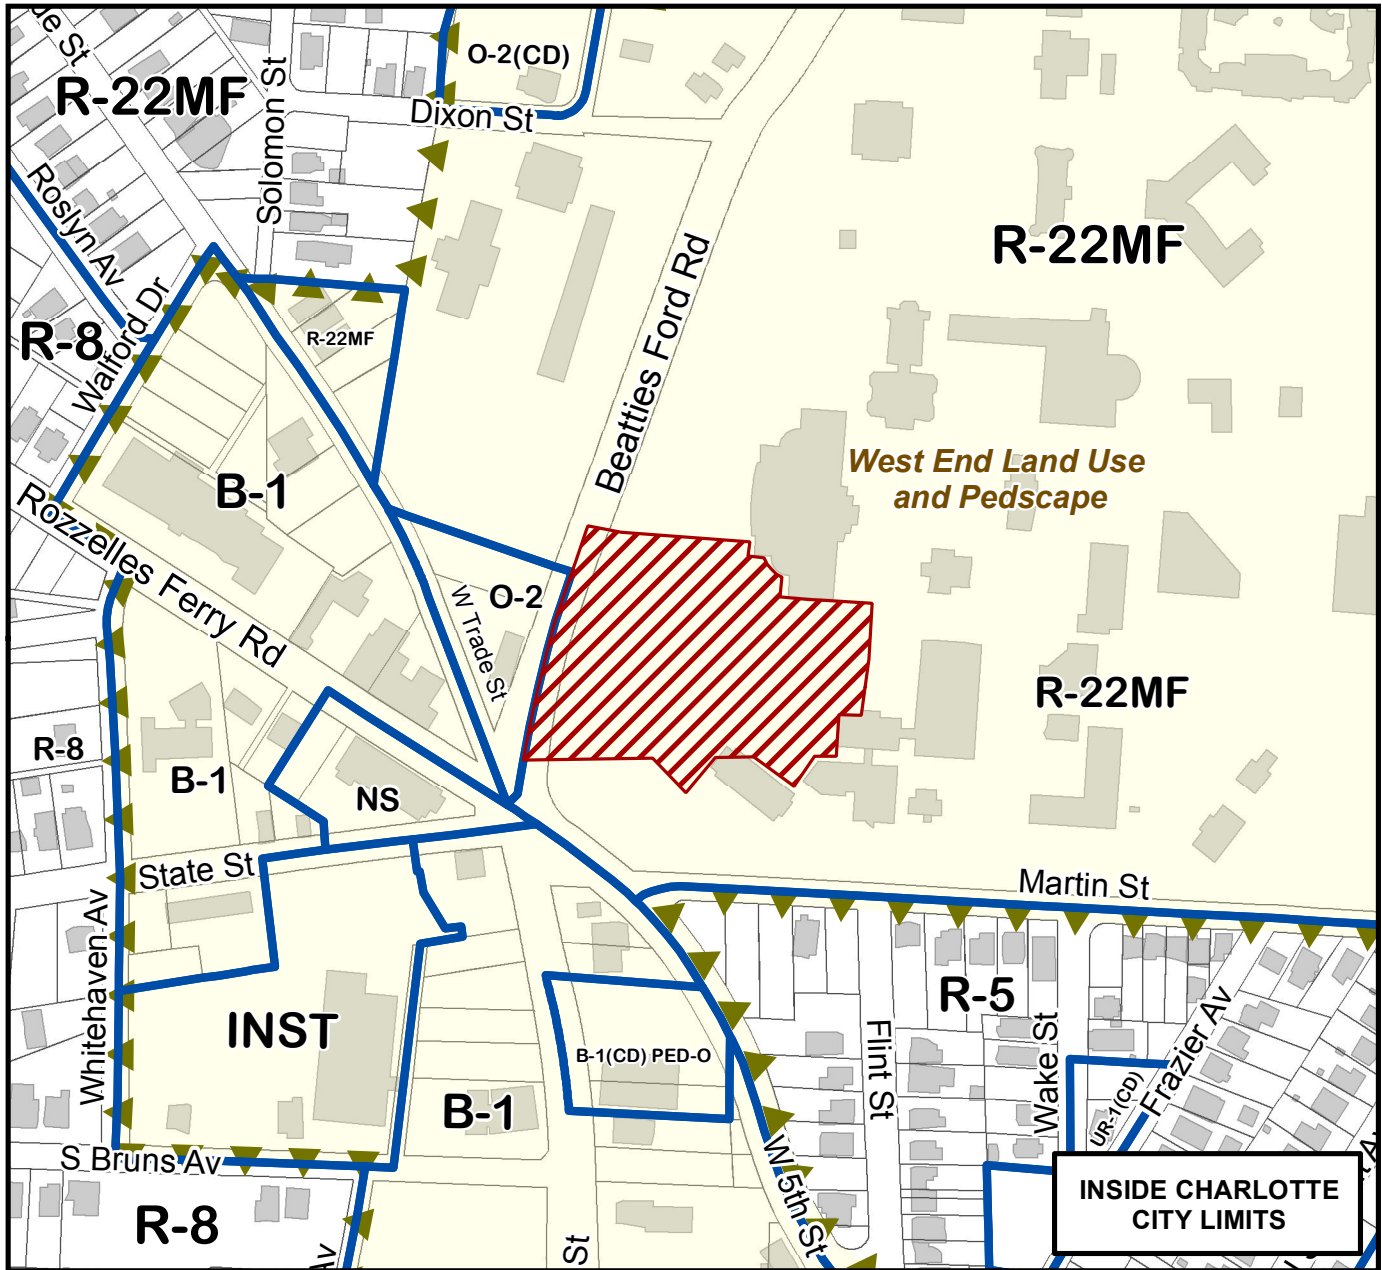 de St
R-22MF
Solomon St
O-2(CD)
Dixon St
Roslyn Av
R-22MF
R-8
Walford Dr
R-22MF
Beatties Ford Rd
West End Land Use
and Pedscape
B-1
Rozzelles Ferry Rd
O-2
W Trade St
R-22MF
R-8
B-1
NS
State St
Martin St
Whitehaven Av
INST
R-5
Flint St
Wake St
Frazier Av
UR-1(CD)
B-1(CD) PED-O
B-1
W 5th St
S Bruns Av
R-8
St
INSIDE CHARLOTTE
CITY LIMITS